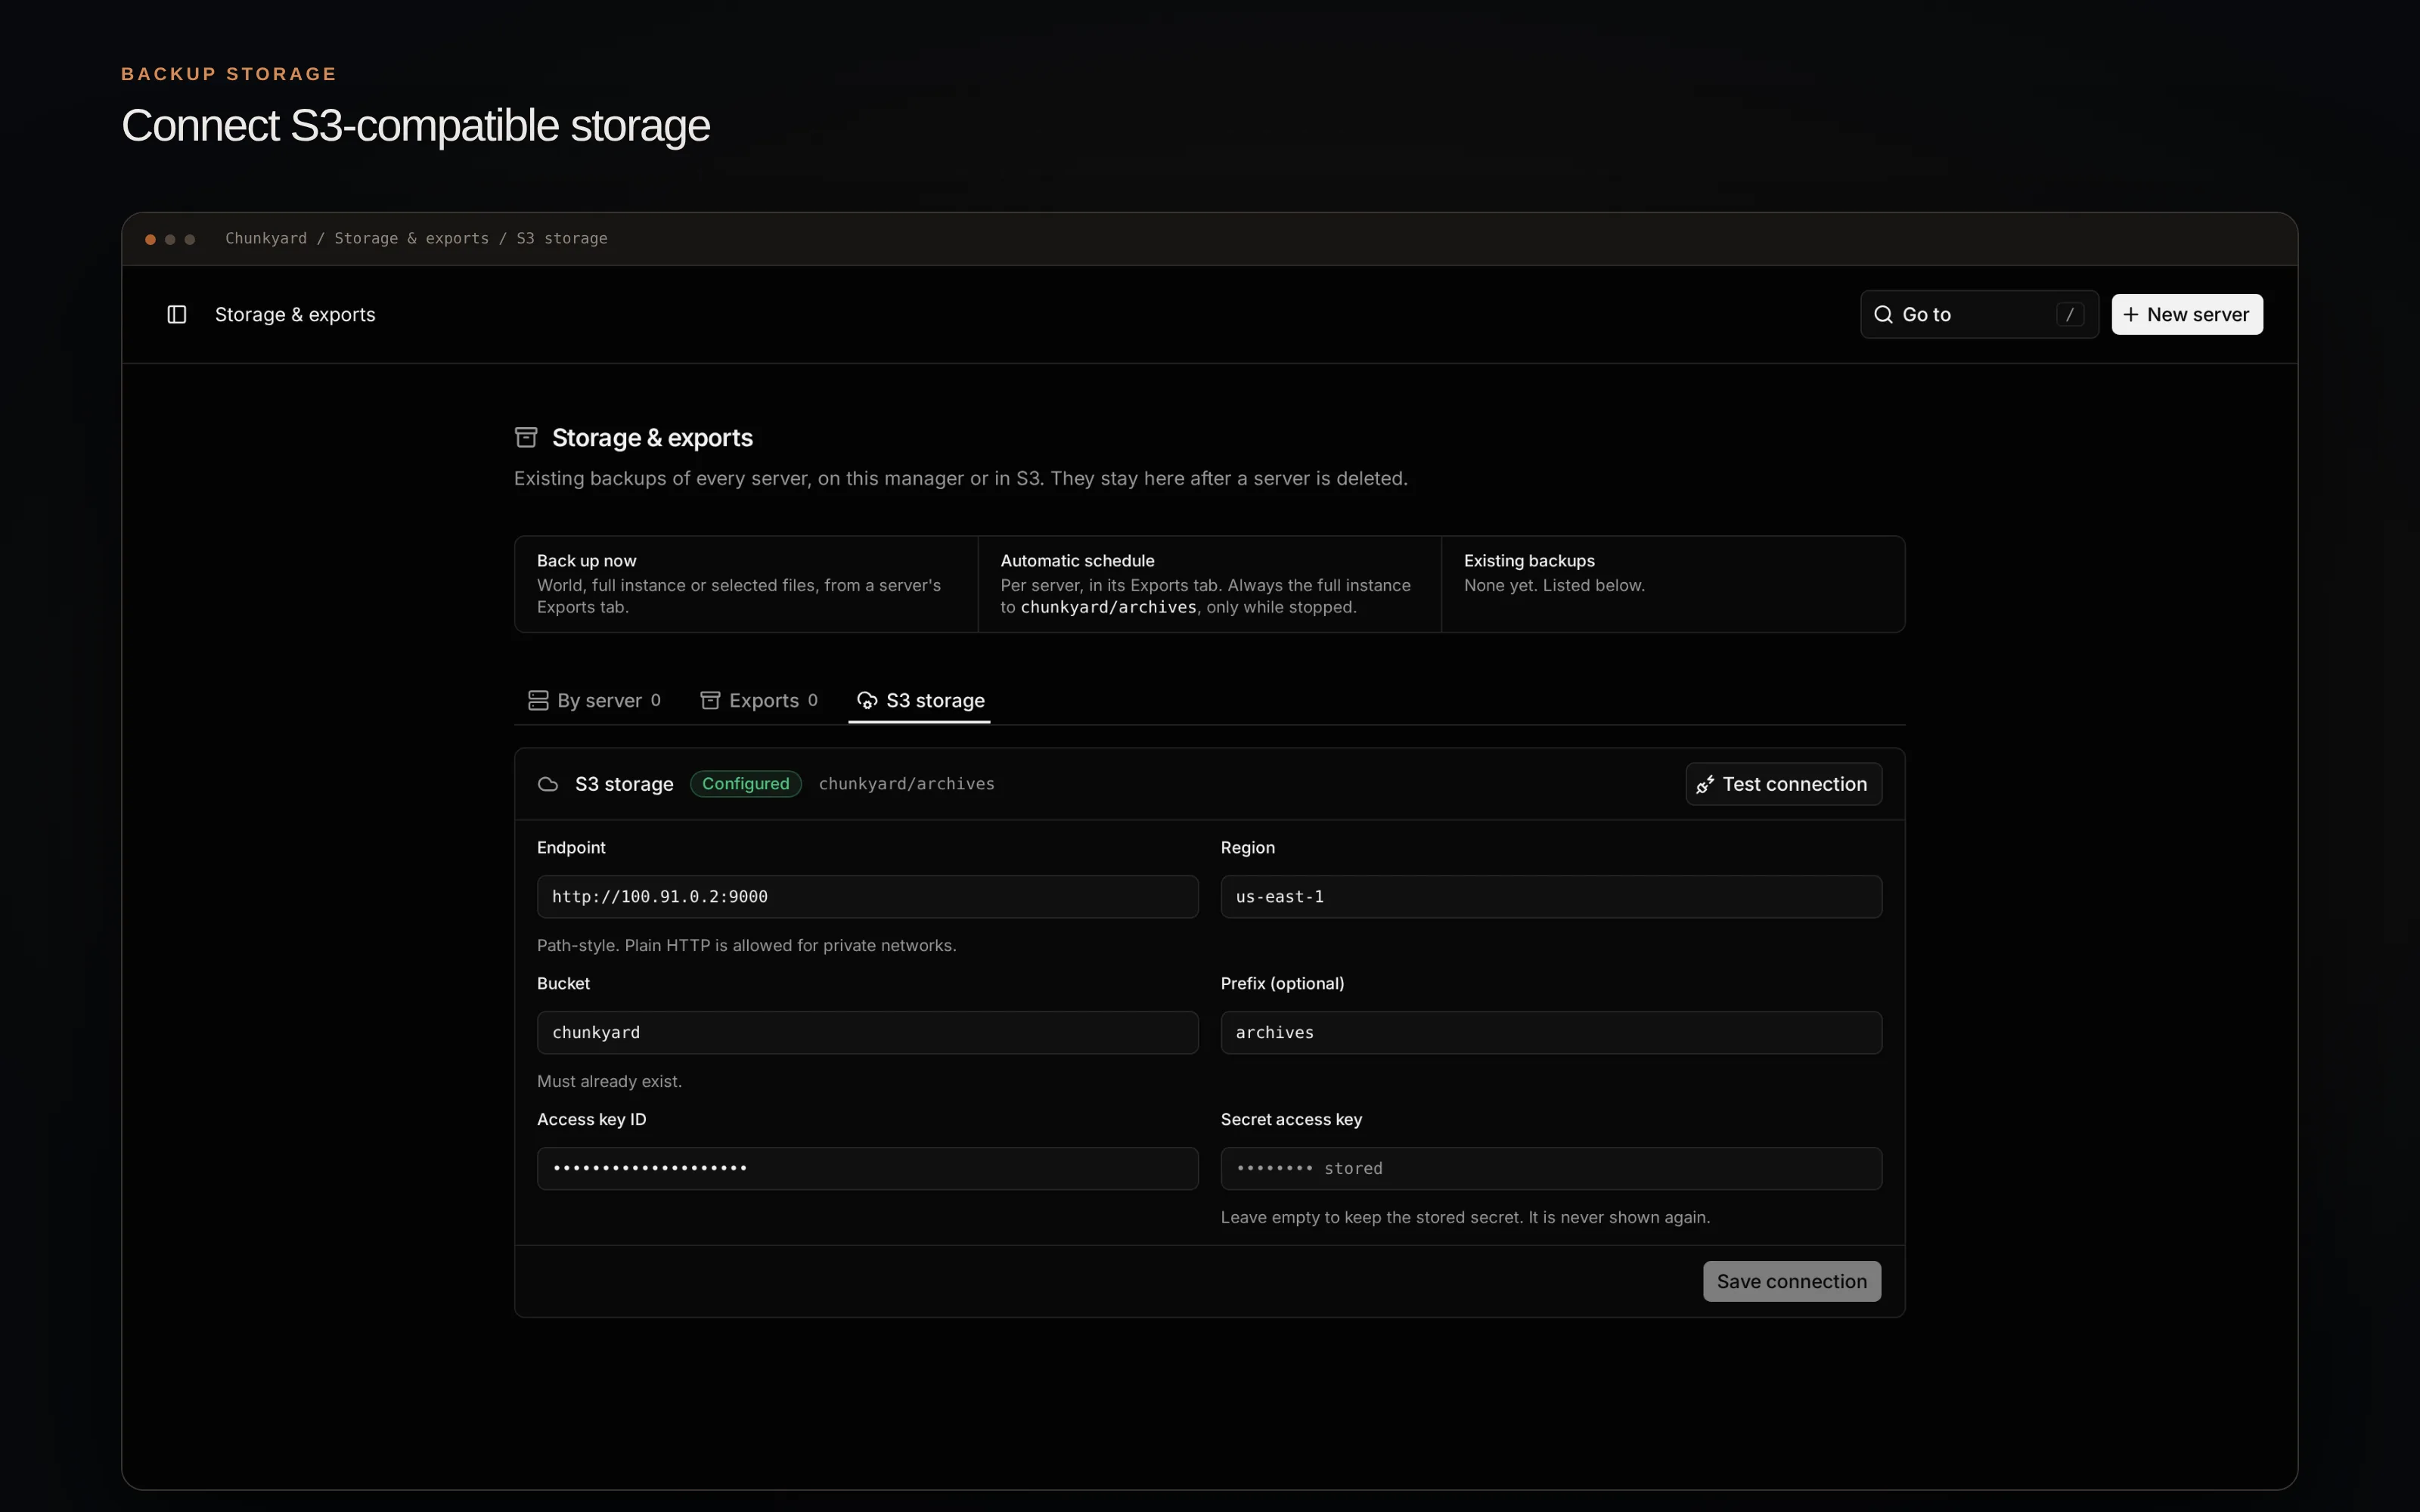 BACKUP STORAGE
Connect S3-compatible storage
Chunkyard / Storage & exports / S3 storage
Storage & exports
Go to /
+ New server
Storage & exports
Existing backups of every server, on this manager or in S3. They stay here after a server is deleted.
Back up now
World, full instance or selected files, from a server's
Exports tab.
Automatic schedule
Per server, in its Exports tab. Always the full instance
to chunkyard/archives, only while stopped.
Existing backups
None yet. Listed below.
By server 0
Exports 0
S3 storage
S3 storage Configured chunkyard/archives
Test connection
Endpoint
http://100.91.0.2:9000
Path-style. Plain HTTP is allowed for private networks.
Region
us-east-1
Bucket
chunkyard
Must already exist.
Prefix (optional)
archives
Access key ID
••••••••••••••••••••
Secret access key
•••••••• stored
Leave empty to keep the stored secret. It is never shown again.
Save connection